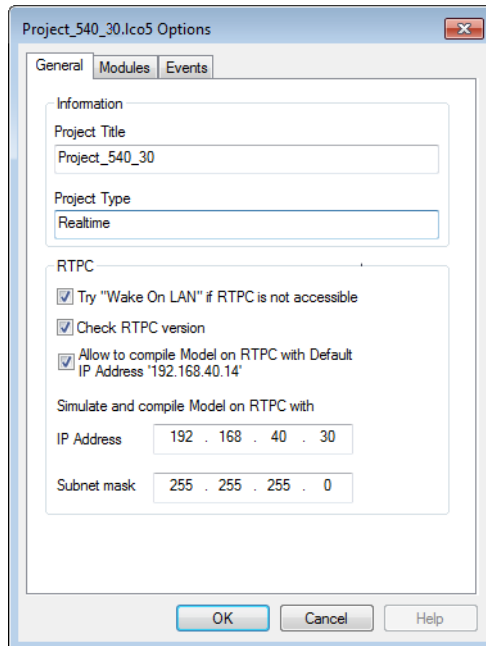 Project_540_30.lco5 Options
General Modules Events
Information
Project Title
Project_540_30
Project Type
Realtime
RTPC
Try "Wake On LAN" if RTPC is not accessible
Check RTPC version
Allow to compile Model on RTPC with Default
IP Address '192.168.40.14'
Simulate and compile Model on RTPC with
IP Address 192 . 168 . 40 . 30
Subnet mask 255 . 255 . 255 . 0
OK Cancel Help